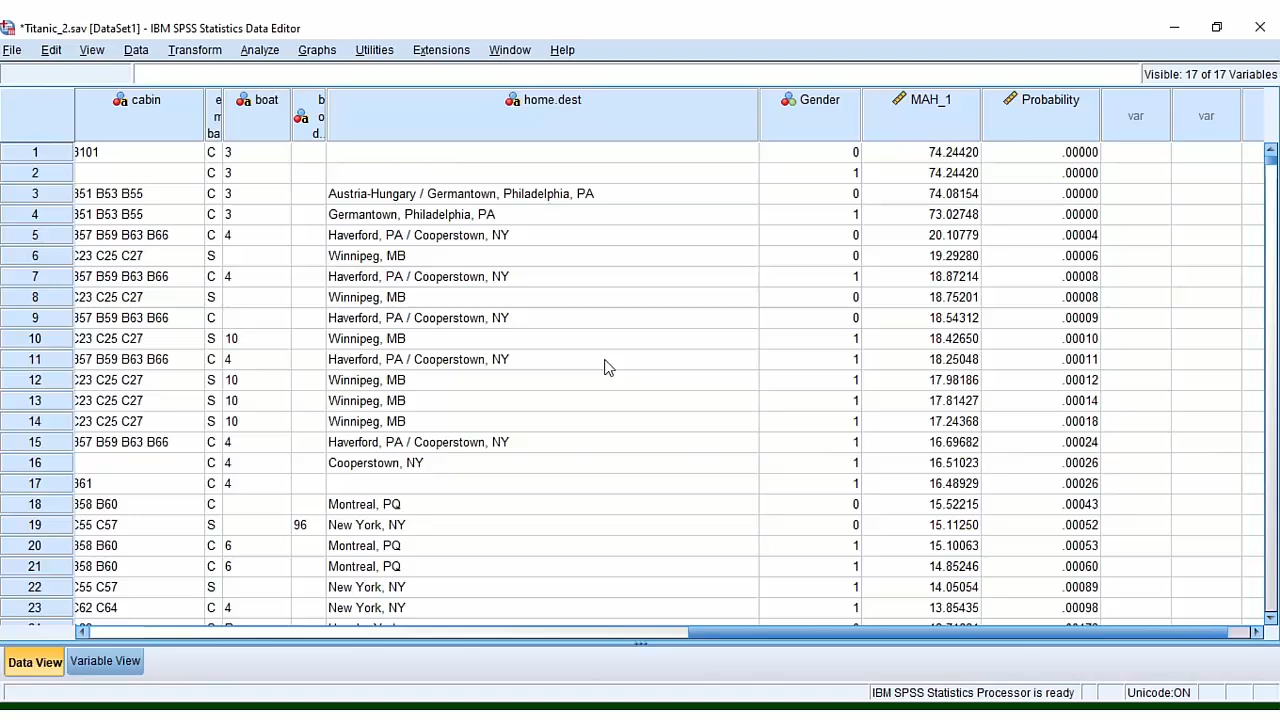 *Titanic_2.sav [DataSet1] - IBM SPSS Statistics Data Editor
File Edit View Data Transform Analyze Graphs Utilities Extensions Window Help
Visible: 17 of 17 Variables
cabin e m ba boat b o d.. home.dest Gender MAH_1 Probability var var
1 B101 C 3 0 74.24420 .00000
2 C 3 1 74.24420 .00000
3 B51 B53 B55 C 3 Austria-Hungary / Germantown, Philadelphia, PA 0 74.08154 .00000
4 B51 B53 B55 C 3 Germantown, Philadelphia, PA 1 73.02748 .00000
5 B57 B59 B63 B66 C 4 Haverford, PA / Cooperstown, NY 0 20.10779 .00004
6 C23 C25 C27 S Winnipeg, MB 0 19.29280 .00006
7 B57 B59 B63 B66 C 4 Haverford, PA / Cooperstown, NY 1 18.87214 .00008
8 C23 C25 C27 S Winnipeg, MB 0 18.75201 .00008
9 B57 B59 B63 B66 C Haverford, PA / Cooperstown, NY 0 18.54312 .00009
10 C23 C25 C27 S 10 Winnipeg, MB 1 18.42650 .00010
11 B57 B59 B63 B66 C 4 Haverford, PA / Cooperstown, NY 1 18.25048 .00011
12 C23 C25 C27 S 10 Winnipeg, MB 1 17.98186 .00012
13 C23 C25 C27 S 10 Winnipeg, MB 1 17.81427 .00014
14 C23 C25 C27 S 10 Winnipeg, MB 1 17.24368 .00018
15 B57 B59 B63 B66 C 4 Haverford, PA / Cooperstown, NY 1 16.69682 .00024
16 C 4 Cooperstown, NY 1 16.51023 .00026
17 B61 C 4 1 16.48929 .00026
18 B58 B60 C Montreal, PQ 0 15.52215 .00043
19 C55 C57 S 96 New York, NY 0 15.11250 .00052
20 B58 B60 C 6 Montreal, PQ 1 15.10063 .00053
21 B58 B60 C 6 Montreal, PQ 1 14.85246 .00060
22 C55 C57 S New York, NY 1 14.05054 .00089
23 C62 C64 C 4 New York, NY 1 13.85435 .00098
Data View Variable View
IBM SPSS Statistics Processor is ready Unicode:ON